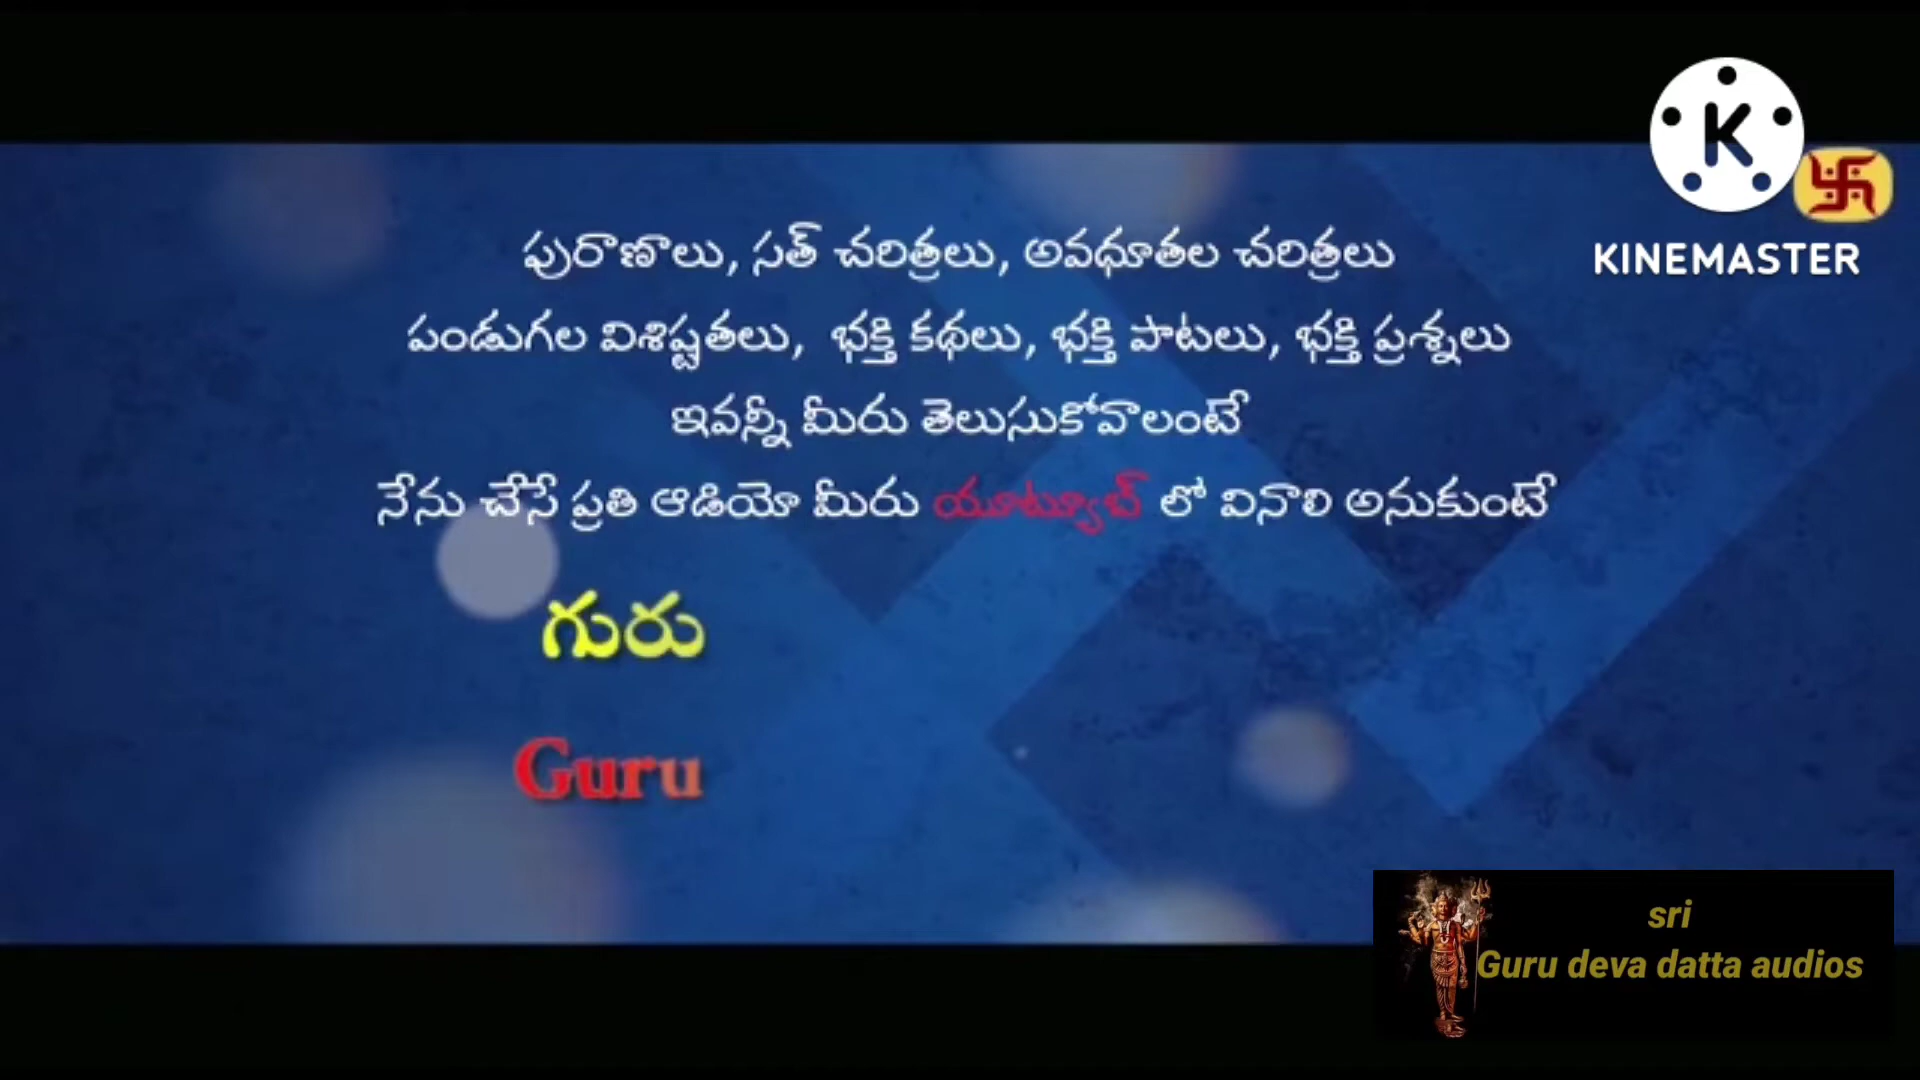 పురాణాలు, సత్ చరిత్రలు, అవధూతల చరిత్రలు
పండుగల విశిష్టతలు, భక్తి కథలు, భక్తి పాటలు, భక్తి ప్రశ్నలు
ఇవన్నీ మీరు తెలుసుకోవాలంటే
నేను చేసే ప్రతి ఆడియో మీరు యూట్యూబ్ లో వినాలి అనుకుంటే
గురు
Guru
K
KINEMASTER
sri
Guru deva datta audios